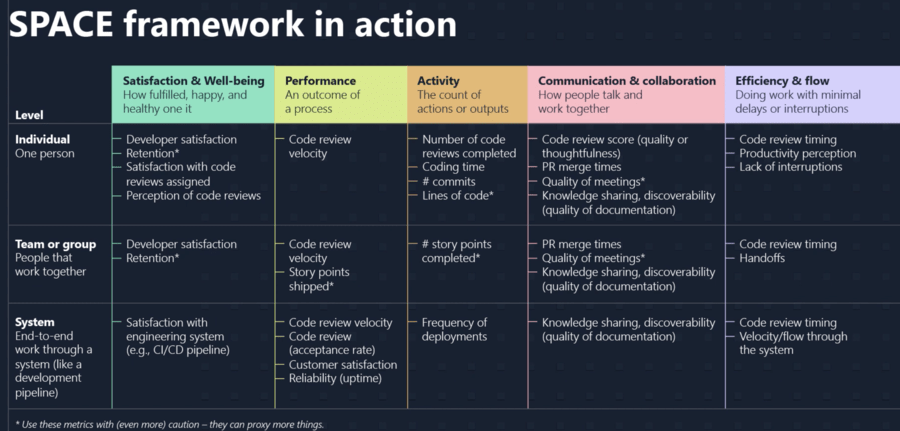 SPACE framework in action
Level
Satisfaction & Well-being
How fulfilled, happy, and
healthy one it
Performance
An outcome of
a process
Activity
The count of
actions or outputs
Communication & collaboration
How people talk and
work together
Efficiency & flow
Doing work with minimal
delays or interruptions
Individual
One person
Developer satisfaction
Retention*
Satisfaction with code
reviews assigned
Perception of code reviews
Code review
velocity
Number of code
reviews completed
Coding time
# commits
Lines of code*
Code review score (quality or
thoughtfulness)
PR merge times
Quality of meetings*
Knowledge sharing, discoverability
(quality of documentation)
Code review timing
Productivity perception
Lack of interruptions
Team or group
People that
work together
Developer satisfaction
Retention*
Code review
velocity
Story points
shipped*
# story points
completed*
PR merge times
Quality of meetings*
Knowledge sharing, discoverability
(quality of documentation)
Code review timing
Handoffs
System
End-to-end
work through a
system (like a
development
pipeline)
Satisfaction with
engineering system
(e.g., CI/CD pipeline)
Code review velocity
Code review
(acceptance rate)
Customer satisfaction
Reliability (uptime)
Frequency of
deployments
Knowledge sharing, discoverability
(quality of documentation)
Code review timing
Velocity/flow through
the system
* Use these metrics with (even more) caution – they can proxy more things.